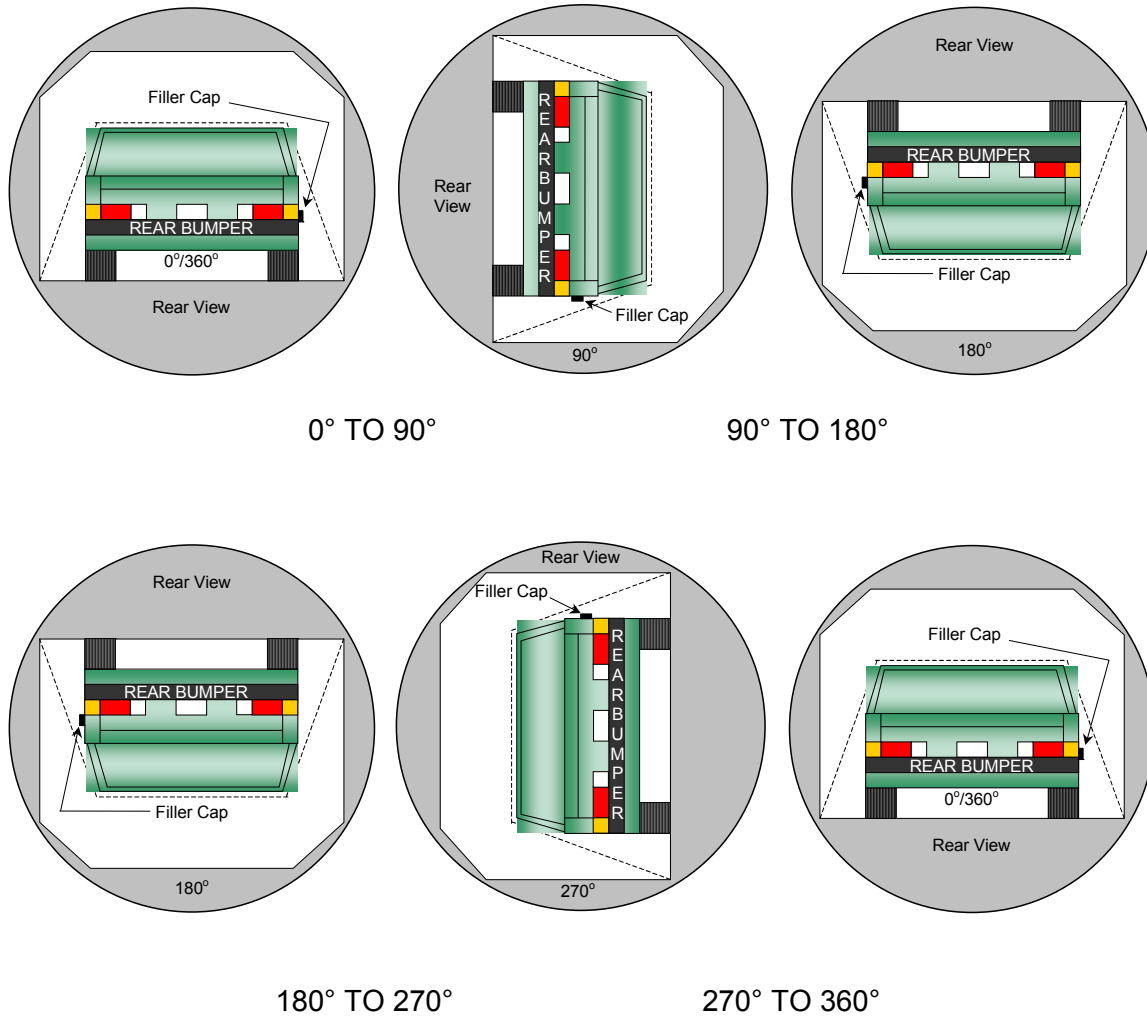 Filler Cap
REAR BUMPER
0°/360°
Rear View
Rear
View
REARBUMPER
Filler Cap
90°
Rear View
REAR BUMPER
Filler Cap
180°
0° TO 90°
90° TO 180°
Rear View
REAR BUMPER
Filler Cap
180°
Rear View
Filler Cap
REARBUMPER
270°
Filler Cap
REAR BUMPER
0°/360°
Rear View
180° TO 270°
270° TO 360°